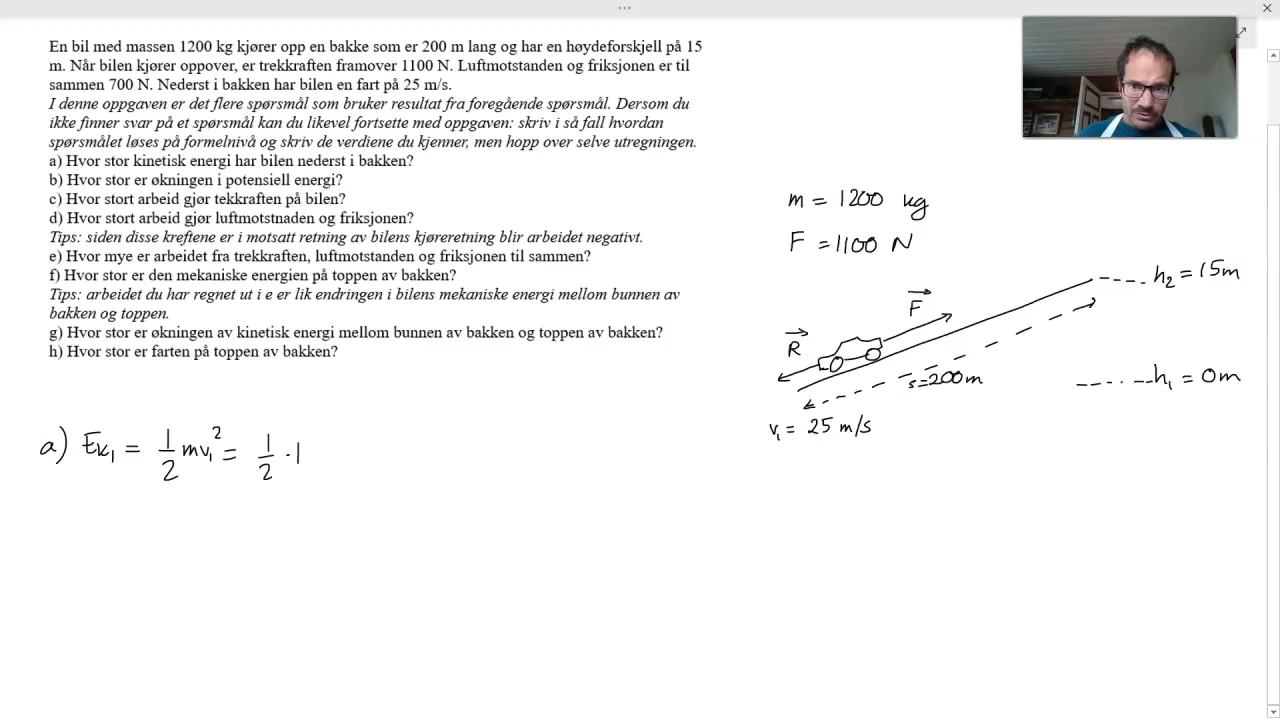 En bil med massen 1200 kg kjører opp en bakke som er 200 m lang og har en høydeforskjell på 15
m. Når bilen kjører oppover, er trekkraften framover 1100 N. Luftmotstanden og friksjonen er til
sammen 700 N. Nederst i bakken har bilen en fart på 25 m/s.
I denne oppgaven er det flere spørsmål som bruker resultat fra foregående spørsmål. Dersom du
ikke finner svar på et spørsmål kan du likevel fortsette med oppgaven: skriv i så fall hvordan
spørsmålet løses på formelnivå og skriv de verdiene du kjenner, men hopp over selve utregningen.
a) Hvor stor kinetisk energi har bilen nederst i bakken?
b) Hvor stor er økningen i potensiell energi?
c) Hvor stort arbeid gjør tekkraften på bilen?
d) Hvor stort arbeid gjør luftmotstnaden og friksjonen?
Tips: siden disse kreftene er i motsatt retning av bilens kjøreretning blir arbeidet negativt.
e) Hvor mye er arbeidet fra trekkraften, luftmotstanden og friksjonen til sammen?
f) Hvor stor er den mekaniske energien på toppen av bakken?
Tips: arbeidet du har regnet ut i e er lik endringen i bilens mekaniske energi mellom bunnen av
bakken og toppen.
g) Hvor stor er økningen av kinetisk energi mellom bunnen av bakken og toppen av bakken?
h) Hvor stor er farten på toppen av bakken?
m = 1200 kg
F = 1100 N
h₂ = 15m
F
R
s=200m
h₁ = 0m
v₁ = 25 m/s
a) Ek₁ = 1/2 mv₁² = 1/2 · 1